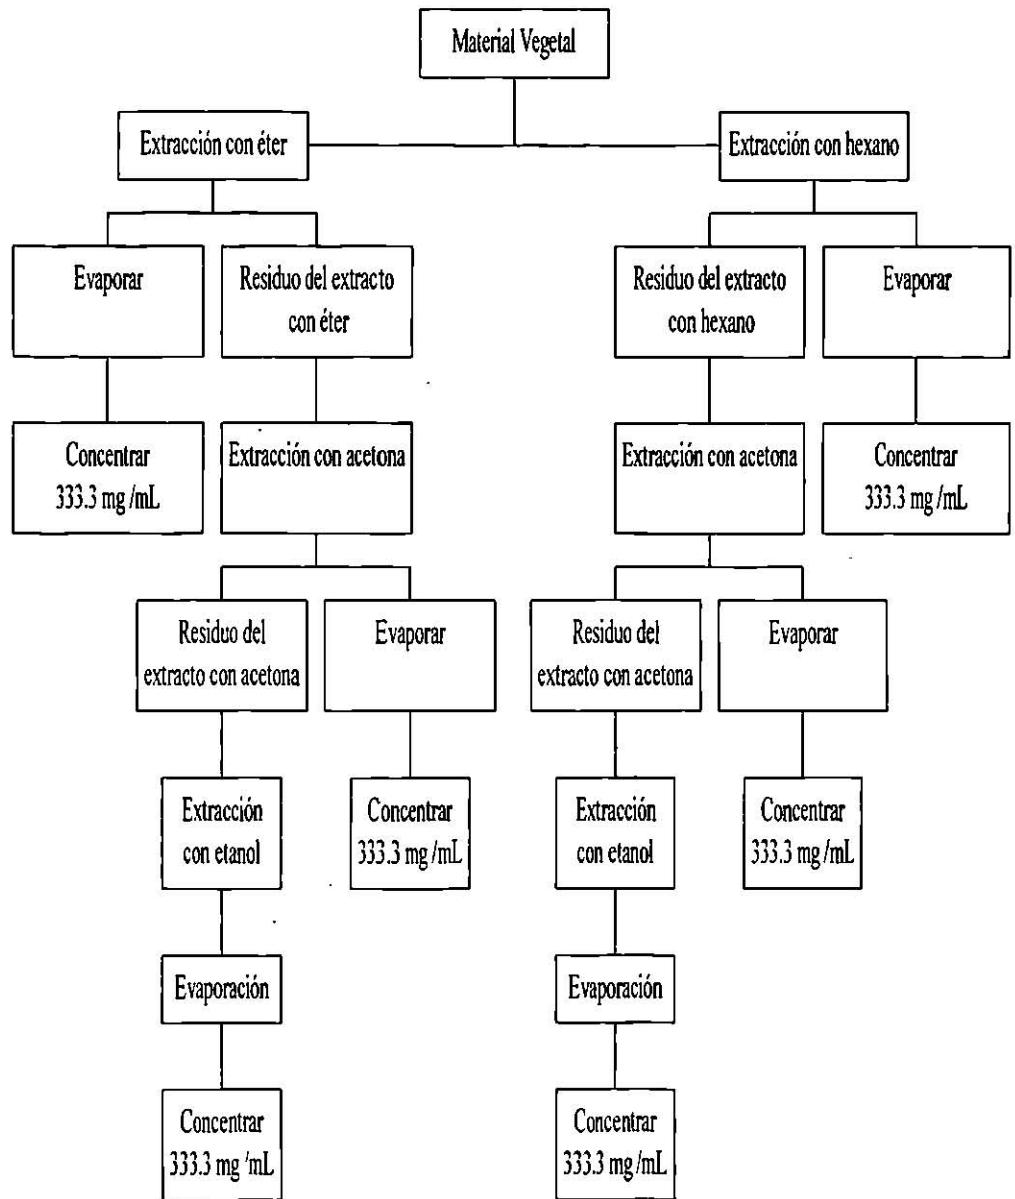 Material Vegetal
Extracción con éter
Extracción con hexano
Evaporar
Residuo del extracto
con éter
Residuo del extracto
con hexano
Evaporar
Concentrar
333.3 mg /mL
Extracción con acetona
Extracción con acetona
Concentrar
333.3 mg /mL
Residuo del
extracto con acetona
Evaporar
Residuo del
extracto con acetona
Evaporar
Extracción
con etanol
Concentrar
333.3 mg /mL
Extracción
con etanol
Concentrar
333.3 mg /mL
Evaporación
Evaporación
Concentrar
333.3 mg /mL
Concentrar
333.3 mg /mL